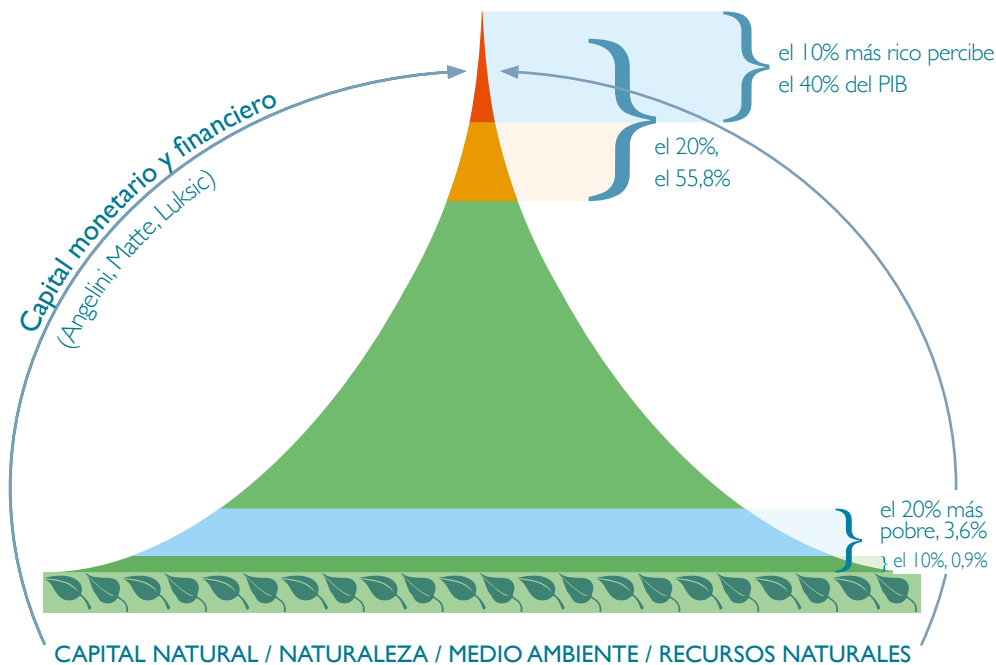 el 10% más rico percibe
el 40% del PIB
el 20%,
el 55,8%
Capital monetario y financiero
(Angelini, Matte, Luksic)
el 20% más
pobre, 3,6%
el 10%, 0,9%
CAPITAL NATURAL / NATURALEZA / MEDIO AMBIENTE / RECURSOS NATURALES